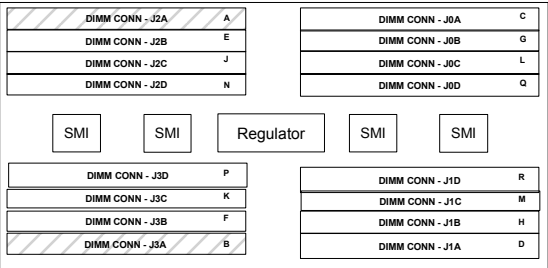 DIMM CONN - J2A A
DIMM CONN - J2B E
DIMM CONN - J2C J
DIMM CONN - J2D N
DIMM CONN - J0A C
DIMM CONN - J0B G
DIMM CONN - J0C L
DIMM CONN - J0D Q
SMI SMI Regulator SMI SMI
DIMM CONN - J3D P
DIMM CONN - J3C K
DIMM CONN - J3B F
DIMM CONN - J3A B
DIMM CONN - J1D R
DIMM CONN - J1C M
DIMM CONN - J1B H
DIMM CONN - J1A D